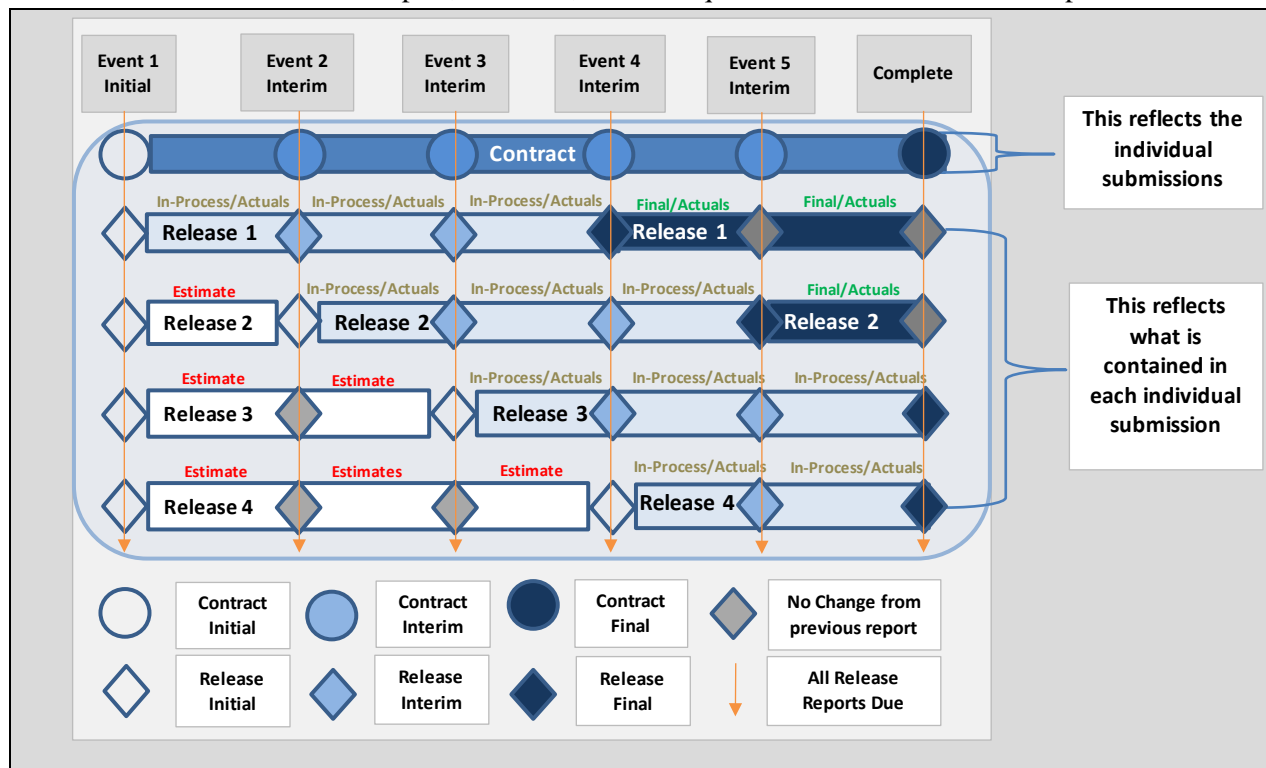 Event 1
Initial
Event 2
Interim
Event 3
Interim
Event 4
Interim
Event 5
Interim
Complete
Contract
This reflects the
individual
submissions
In-Process/Actuals
In-Process/Actuals
In-Process/Actuals
Final/Actuals
Final/Actuals
Release 1
Release 1
Estimate
In-Process/Actuals
In-Process/Actuals
In-Process/Actuals
Final/Actuals
Release 2
Release 2
Release 2
This reflects
what is
contained in
each individual
submission
Estimate
Estimate
In-Process/Actuals
In-Process/Actuals
In-Process/Actuals
Release 3
Release 3
Estimate
Estimates
Estimate
In-Process/Actuals
In-Process/Actuals
Release 4
Release 4
Contract
Initial
Contract
Interim
Contract
Final
No Change from
previous report
Release
Initial
Release
Interim
Release
Final
All Release
Reports Due